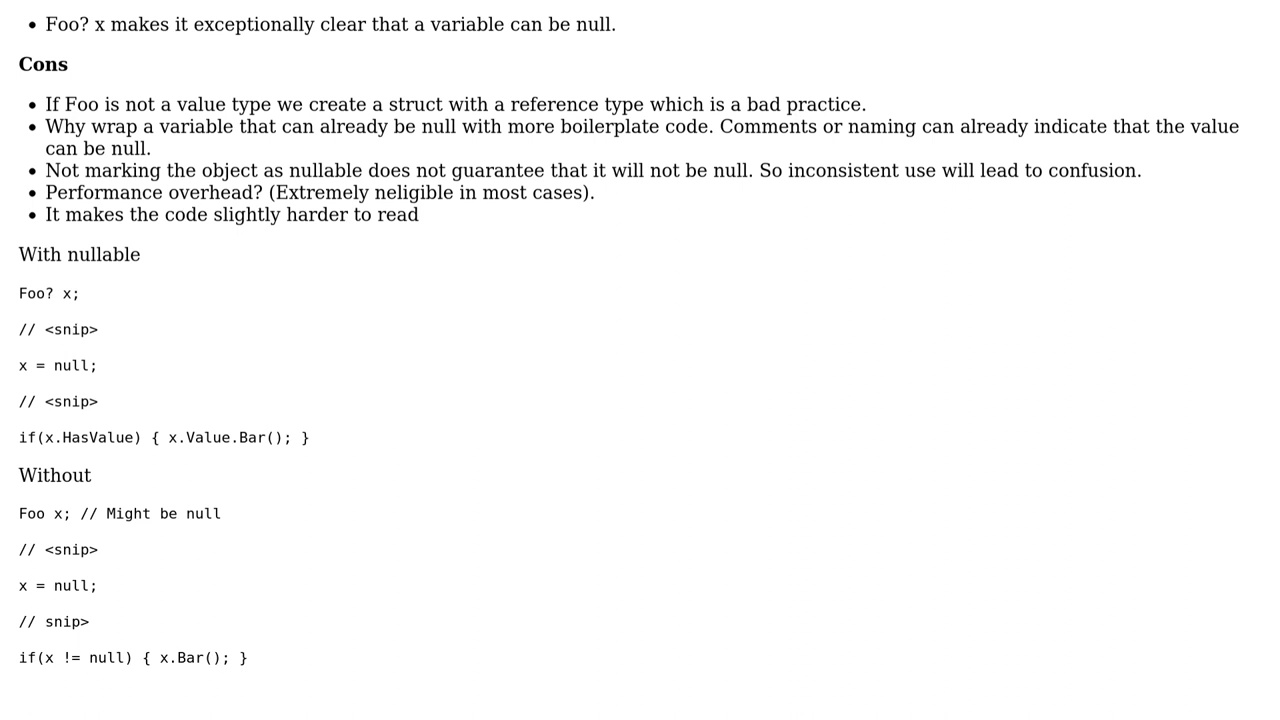 Foo? x makes it exceptionally clear that a variable can be null.
Cons
If Foo is not a value type we create a struct with a reference type which is a bad practice.
Why wrap a variable that can already be null with more boilerplate code. Comments or naming can already indicate that the value
can be null.
Not marking the object as nullable does not guarantee that it will not be null. So inconsistent use will lead to confusion.
Performance overhead? (Extremely neligible in most cases).
It makes the code slightly harder to read
With nullable
Foo? x;
// <snip>
x = null;
// <snip>
if(x.HasValue) { x.Value.Bar(); }
Without
Foo x; // Might be null
// <snip>
x = null;
// snip>
if(x != null) { x.Bar(); }